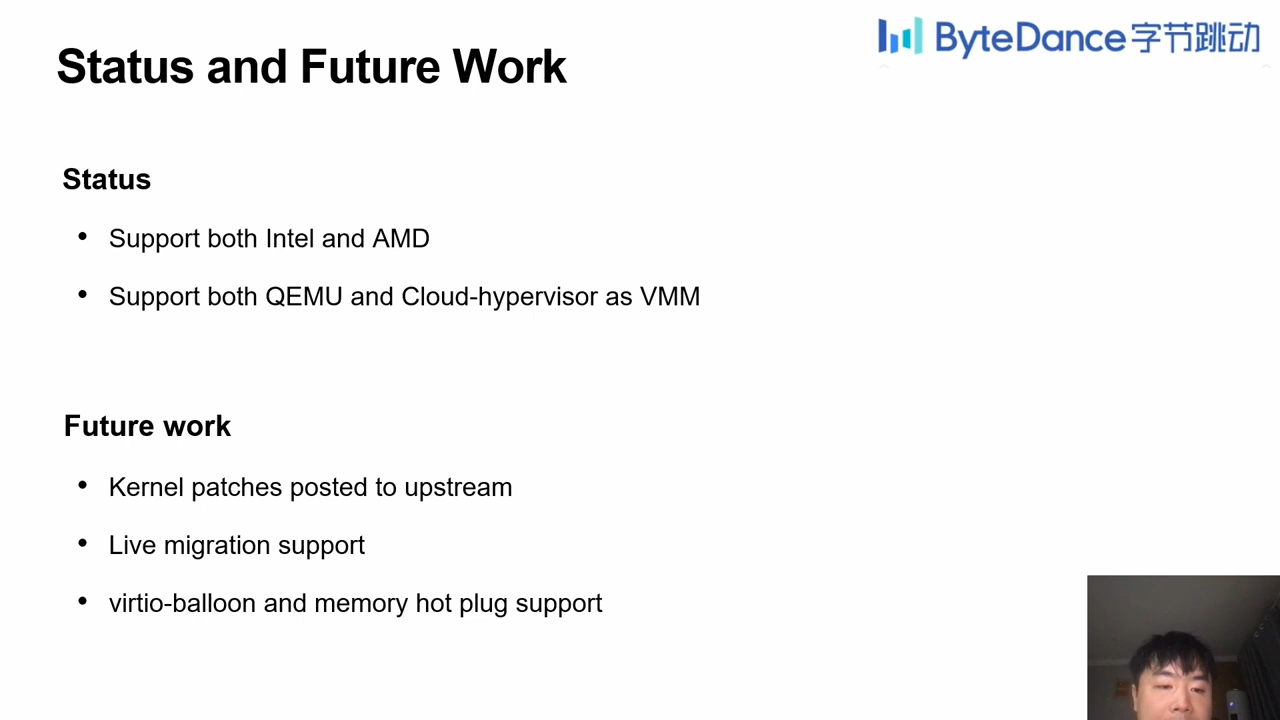 Status and Future Work
ByteDance字节跳动
Status
• Support both Intel and AMD
• Support both QEMU and Cloud-hypervisor as VMM
Future work
• Kernel patches posted to upstream
• Live migration support
• virtio-balloon and memory hot plug support